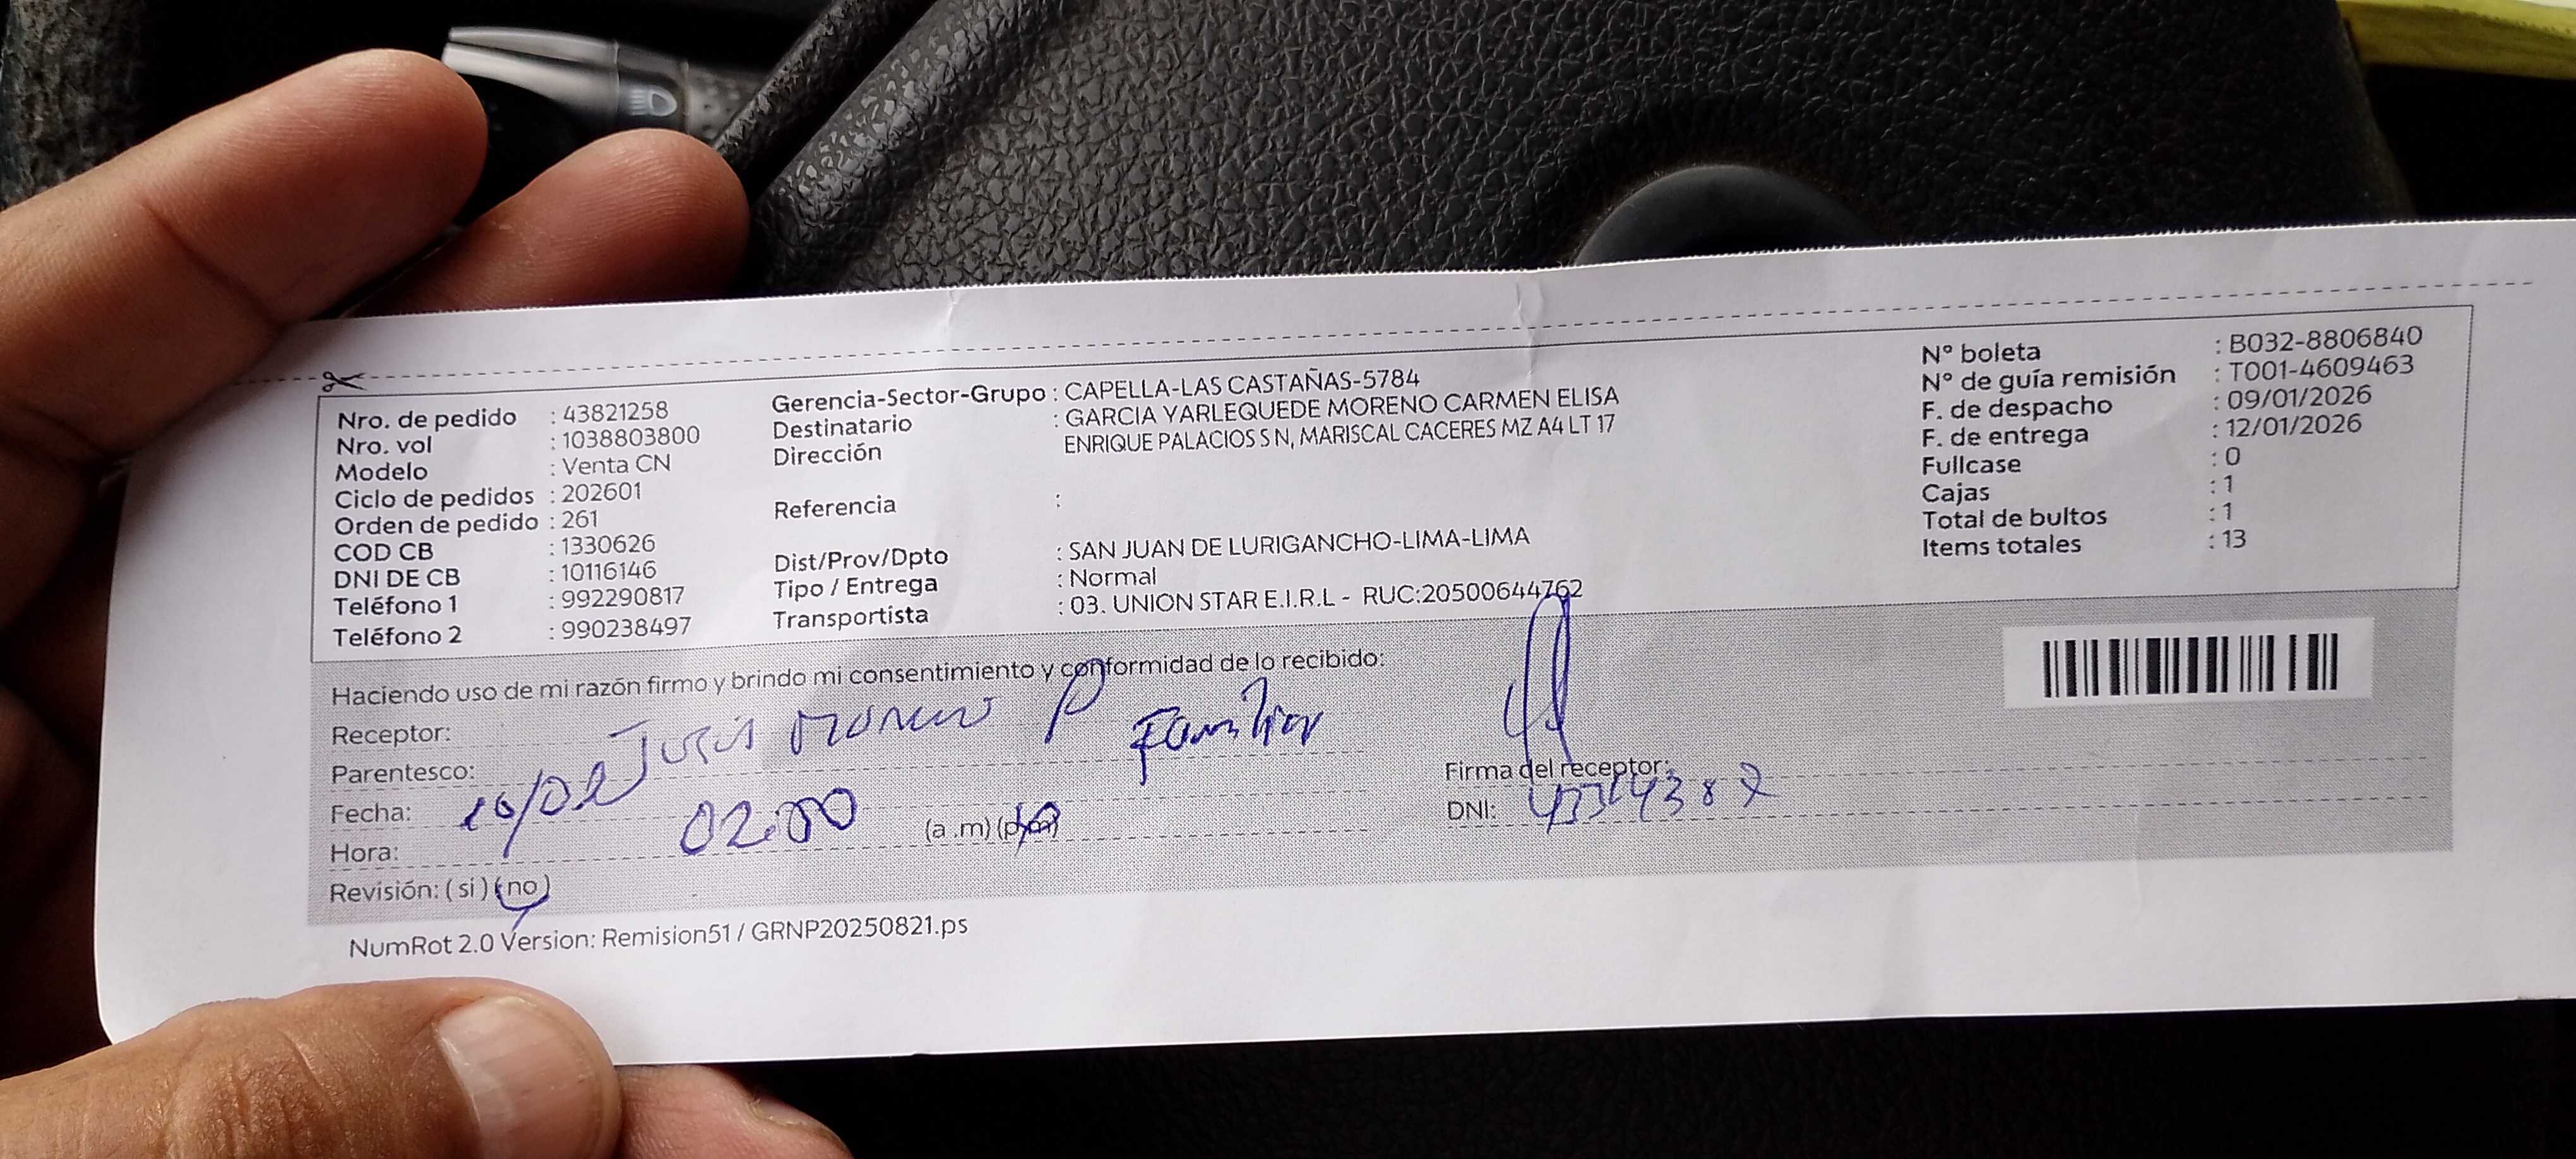 Nro. de pedido : 43821258
Nro. vol : 1038803800
Modelo : Venta CN
Ciclo de pedidos : 202601
Orden de pedido : 261
COD CB : 1330626
DNI DE CB : 10116146
Teléfono 1 : 992290817
Teléfono 2 : 990238497
Gerencia-Sector-Grupo : CAPELLA-LAS CASTAÑAS-5784
Destinatario : GARCIA YARLEQUEDE MORENO CARMEN ELISA
Dirección ENRIQUE PALACIOS S N, MARISCAL CACERES MZ A4 LT 17
Referencia :
Dist/Prov/Dpto : SAN JUAN DE LURIGANCHO-LIMA-LIMA
Tipo / Entrega : Normal
Transportista : 03. UNION STAR E.I.R.L - RUC:20500644762
N° boleta : B032-8806840
N° de guía remisión : T001-4609463
F. de despacho : 09/01/2026
F. de entrega : 12/01/2026
Fullcase : 0
Cajas : 1
Total de bultos : 1
Items totales : 13
Haciendo uso de mi razón firmo y brindo mi consentimiento y conformidad de lo recibido:
Receptor: Moreno P
Parentesco: Familiar
Fecha:
Hora: 02:00 (a .m) (p.m)
Revisión: (si) (no)
Firma del receptor:
DNI:
NumRot 2.0 Version: Remision51 / GRNP20250821.ps